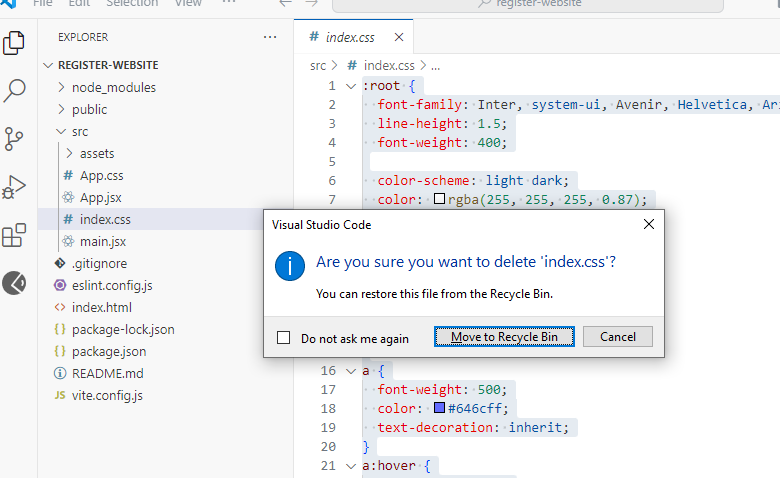 File Edit Selection View ··· ← → register-website
EXPLORER ···
REGISTER-WEBSITE
node_modules
public
src
assets
# App.css
App.jsx
# index.css
main.jsx
.gitignore
eslint.config.js
<> index.html
{} package-lock.json
{} package.json
README.md
JS vite.config.js
# index.css ×
src > # index.css > ...
1 :root {
2 font-family: Inter, system-ui, Avenir, Helvetica, Ar
3 line-height: 1.5;
4 font-weight: 400;
5
6 color-scheme: light dark;
7 color: rgba(255, 255, 255, 0.87);
Visual Studio Code
Are you sure you want to delete 'index.css'?
You can restore this file from the Recycle Bin.
Do not ask me again
Move to Recycle Bin
Cancel
16 a {
17 font-weight: 500;
18 color: #646cff;
19 text-decoration: inherit;
20 }
21 a:hover {